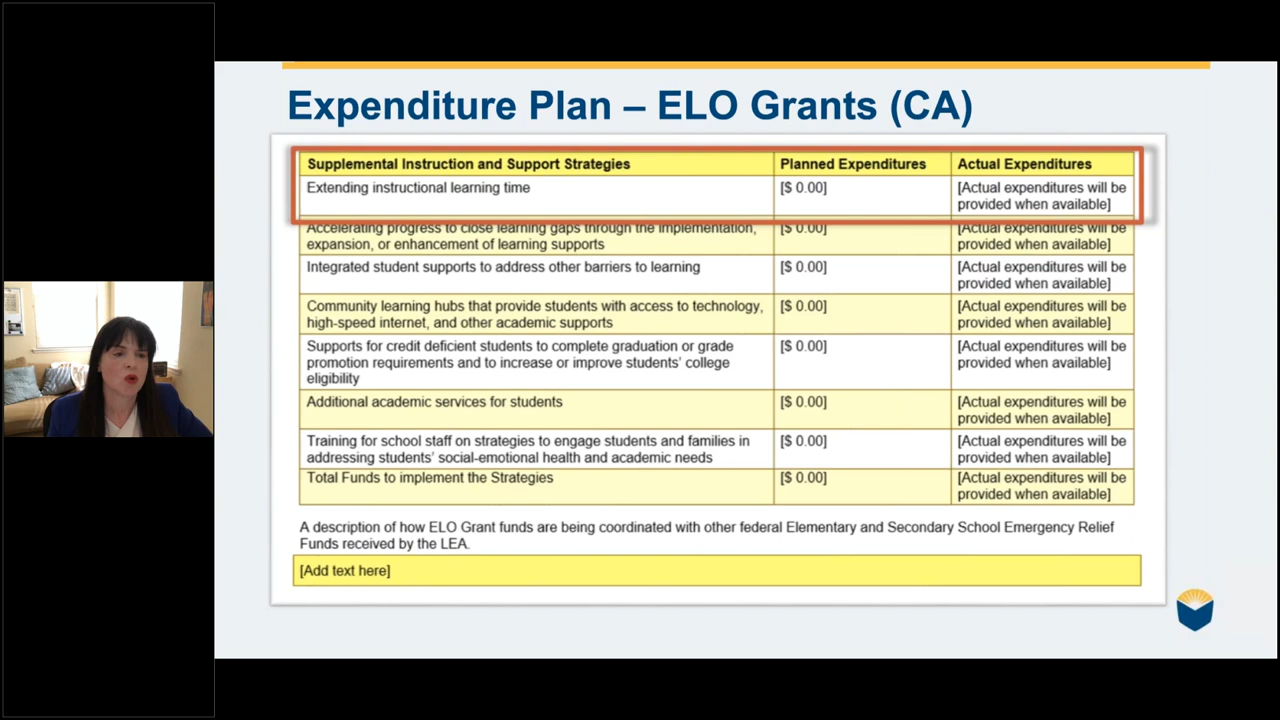 Expenditure Plan – ELO Grants (CA)
Supplemental Instruction and Support Strategies Planned Expenditures Actual Expenditures
Extending instructional learning time [$ 0.00] [Actual expenditures will be
provided when available]
Accelerating progress to close learning gaps through the implementation, [$ 0.00] [Actual expenditures will be
expansion, or enhancement of learning supports provided when available]
Integrated student supports to address other barriers to learning [$ 0.00] [Actual expenditures will be
provided when available]
Community learning hubs that provide students with access to technology, [$ 0.00] [Actual expenditures will be
high-speed internet, and other academic supports provided when available]
Supports for credit deficient students to complete graduation or grade [$ 0.00] [Actual expenditures will be
promotion requirements and to increase or improve students’ college provided when available]
eligibility
Additional academic services for students [$ 0.00] [Actual expenditures will be
provided when available]
Training for school staff on strategies to engage students and families in [$ 0.00] [Actual expenditures will be
addressing students’ social-emotional health and academic needs provided when available]
Total Funds to implement the Strategies [$ 0.00] [Actual expenditures will be
provided when available]
A description of how ELO Grant funds are being coordinated with other federal Elementary and Secondary School Emergency Relief
Funds received by the LEA.
[Add text here]